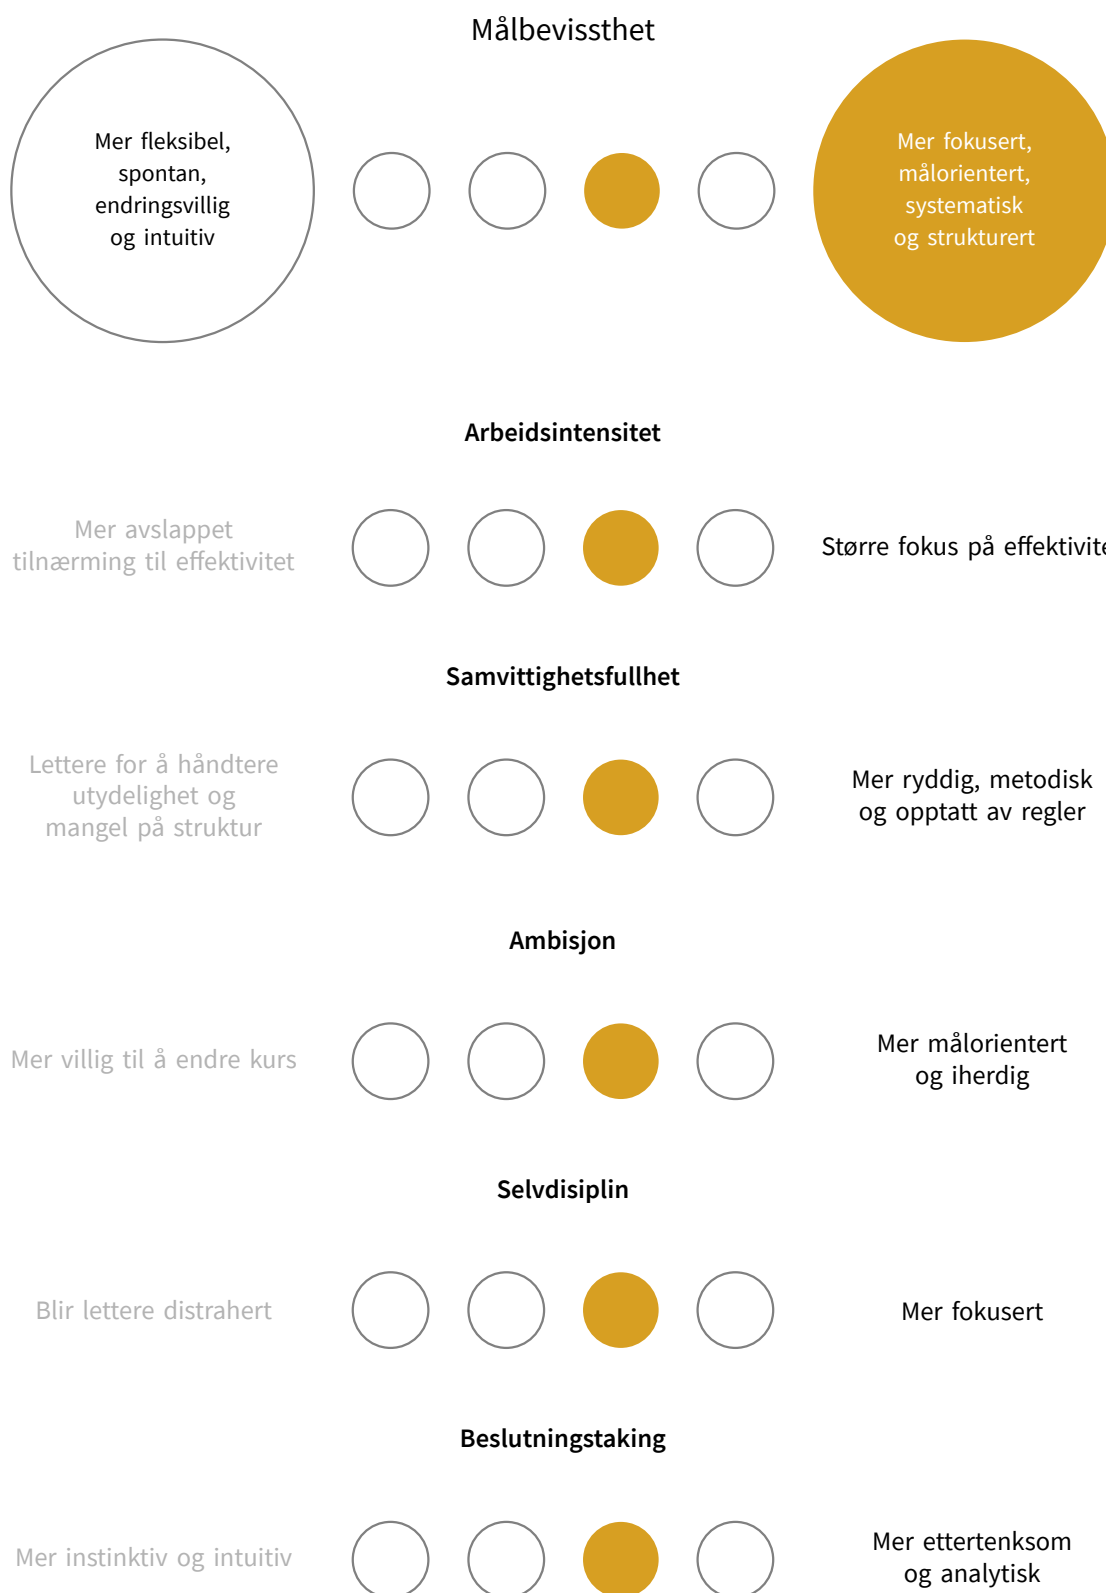 Målbevissthet
Mer fleksibel,
spontan,
endringsvillig
og intuitiv
Mer fokusert,
målorientert,
systematisk
og strukturert
Arbeidsintensitet
Mer avslappet
tilnærming til effektivitet
Større fokus på effektivite
Samvittighetsfullhet
Lettere for å håndtere
utydelighet og
mangel på struktur
Mer ryddig, metodisk
og opptatt av regler
Ambisjon
Mer villig til å endre kurs
Mer målorientert
og iherdig
Selvdisiplin
Blir lettere distrahert
Mer fokusert
Beslutningstaking
Mer instinktiv og intuitiv
Mer ettertenksom
og analytisk